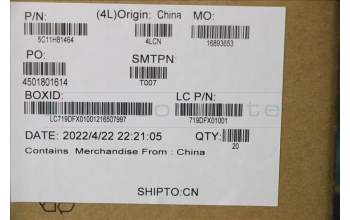 P/N: (4L)Origin: China MO:
5C11H81464 4LCN 16893653
PO: SMTPN:
4501801614 T007
BOXID: LC P/N:
LC719DFX01001216507997 719DFX01001
DATE: 2022/4/22 22:21:05 QTY:
20
Contains Merchandise From : China
SHIPTO:CN